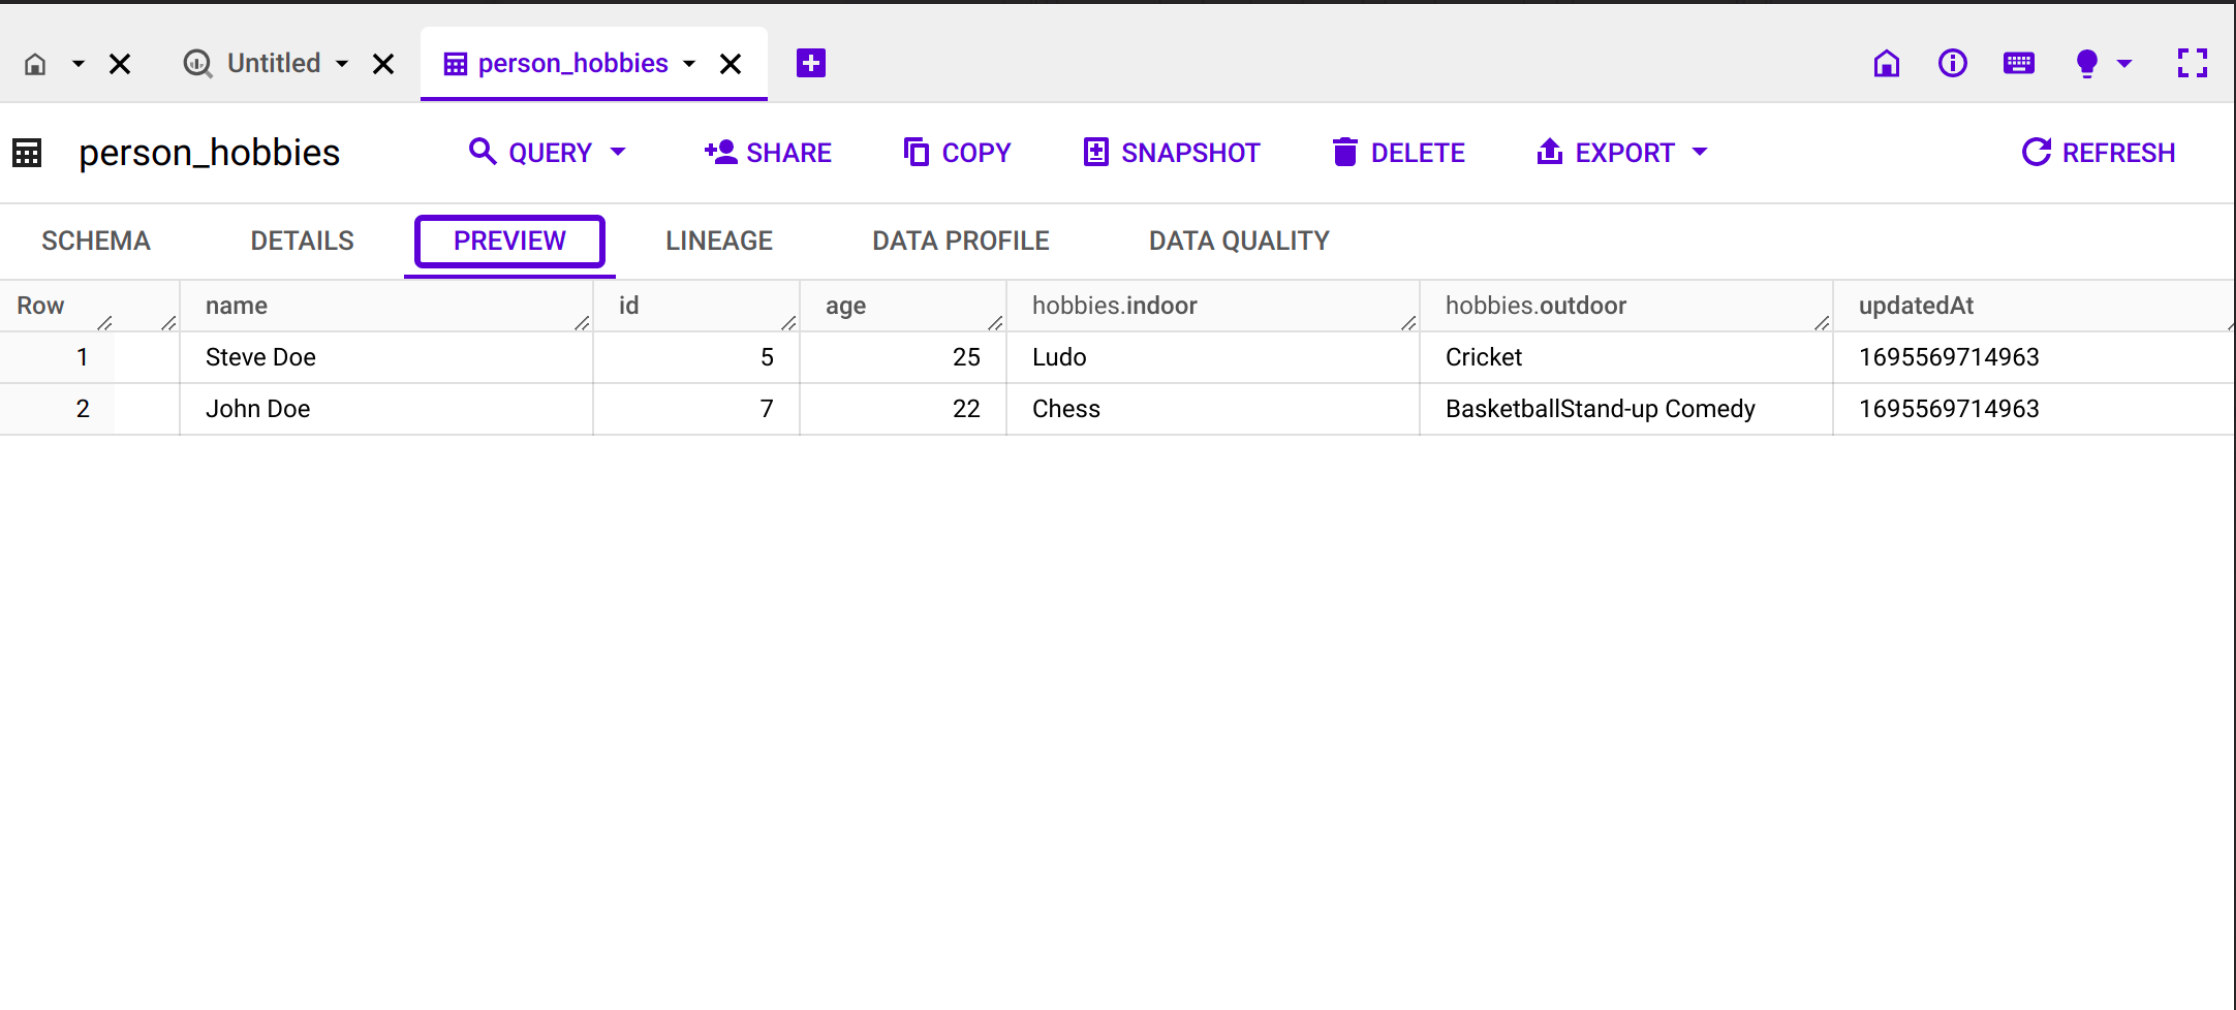 Untitled person_hobbies
person_hobbies QUERY SHARE COPY SNAPSHOT DELETE EXPORT REFRESH
SCHEMA DETAILS PREVIEW LINEAGE DATA PROFILE DATA QUALITY
Row name id age hobbies.indoor hobbies.outdoor updatedAt
1 Steve Doe 5 25 Ludo Cricket 1695569714963
2 John Doe 7 22 Chess BasketballStand-up Comedy 1695569714963